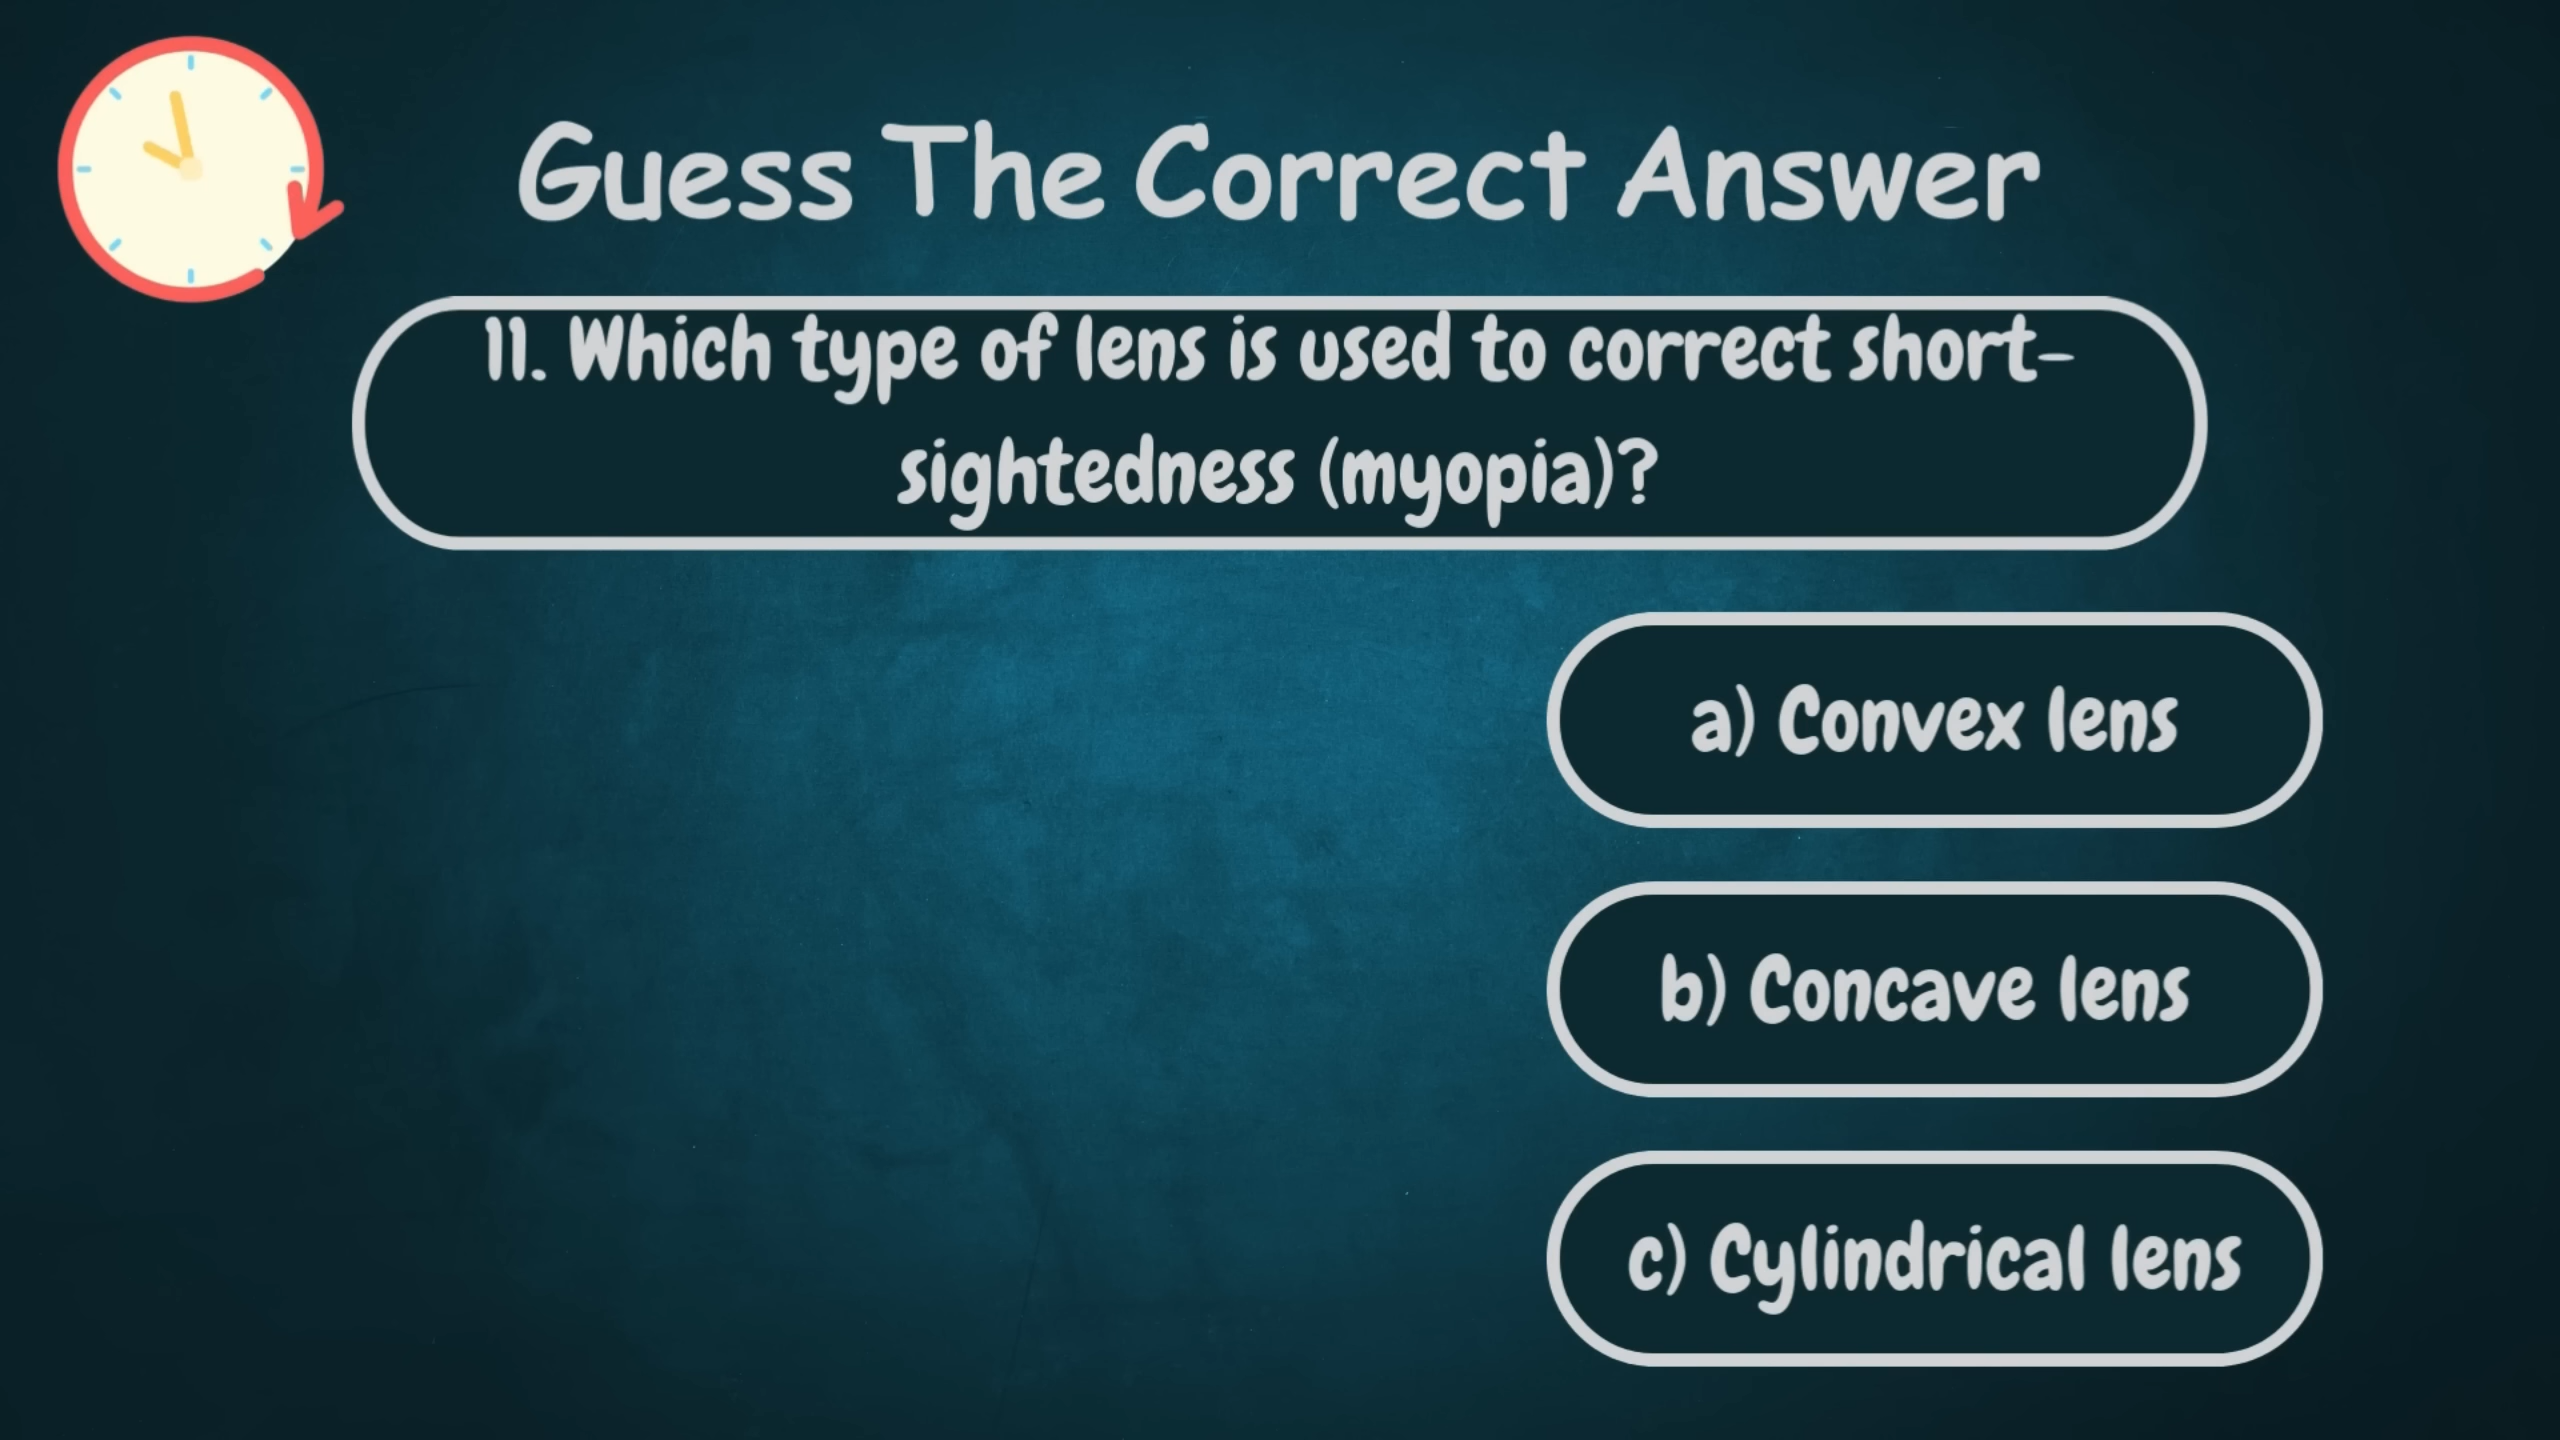 Guess The Correct Answer
11. Which type of lens is used to correct short-
sightedness (myopia)?
a) Convex lens
b) Concave lens
c) Cylindrical lens